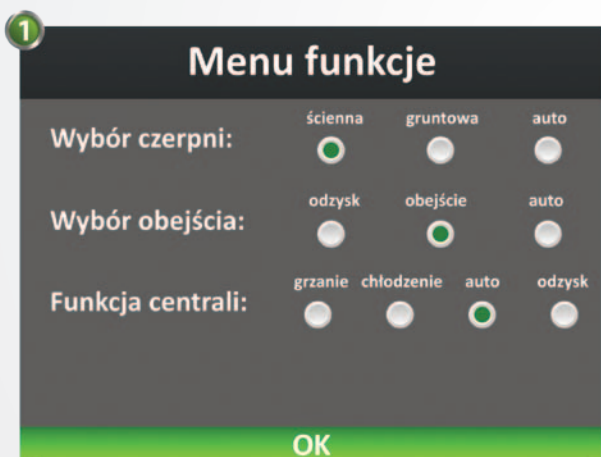 1
Menu funkcje
ścienna gruntowa auto
Wybór czerpni:
odzysk obejście auto
Wybór obejścia:
grzanie chłodzenie auto odzysk
Funkcja centrali:
OK